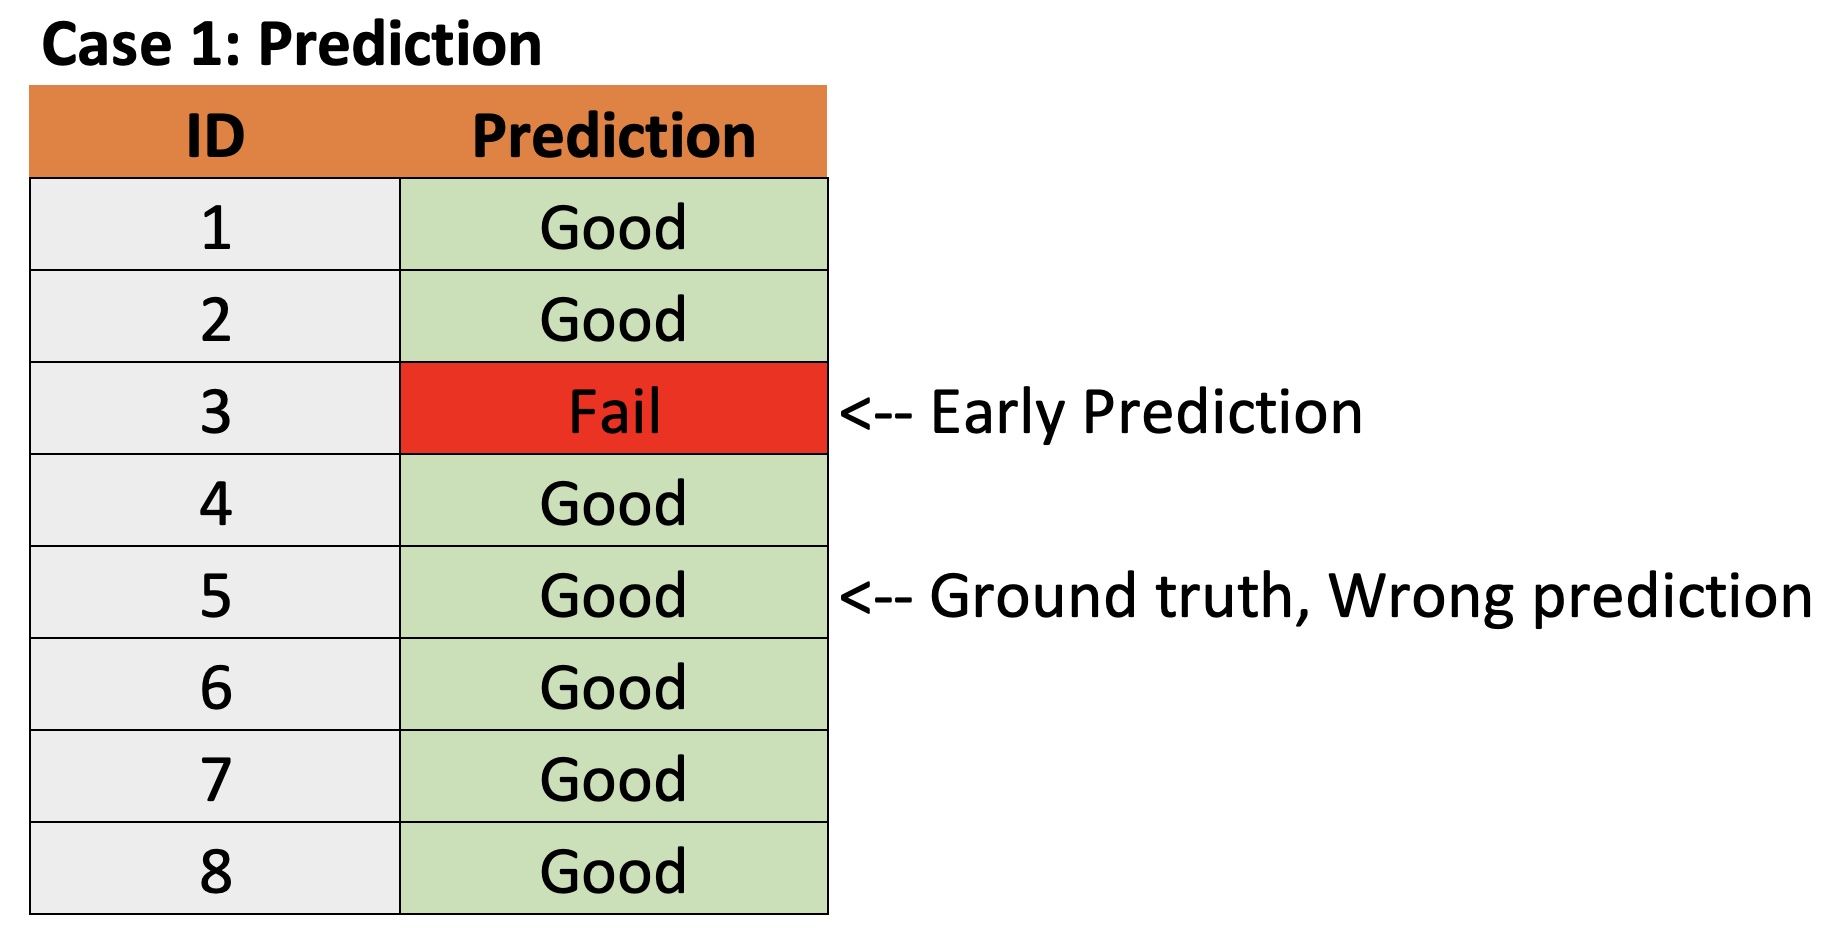 Case 1: Prediction
ID Prediction
1 Good
2 Good
3 Fail <-- Early Prediction
4 Good
5 Good <-- Ground truth, Wrong prediction
6 Good
7 Good
8 Good